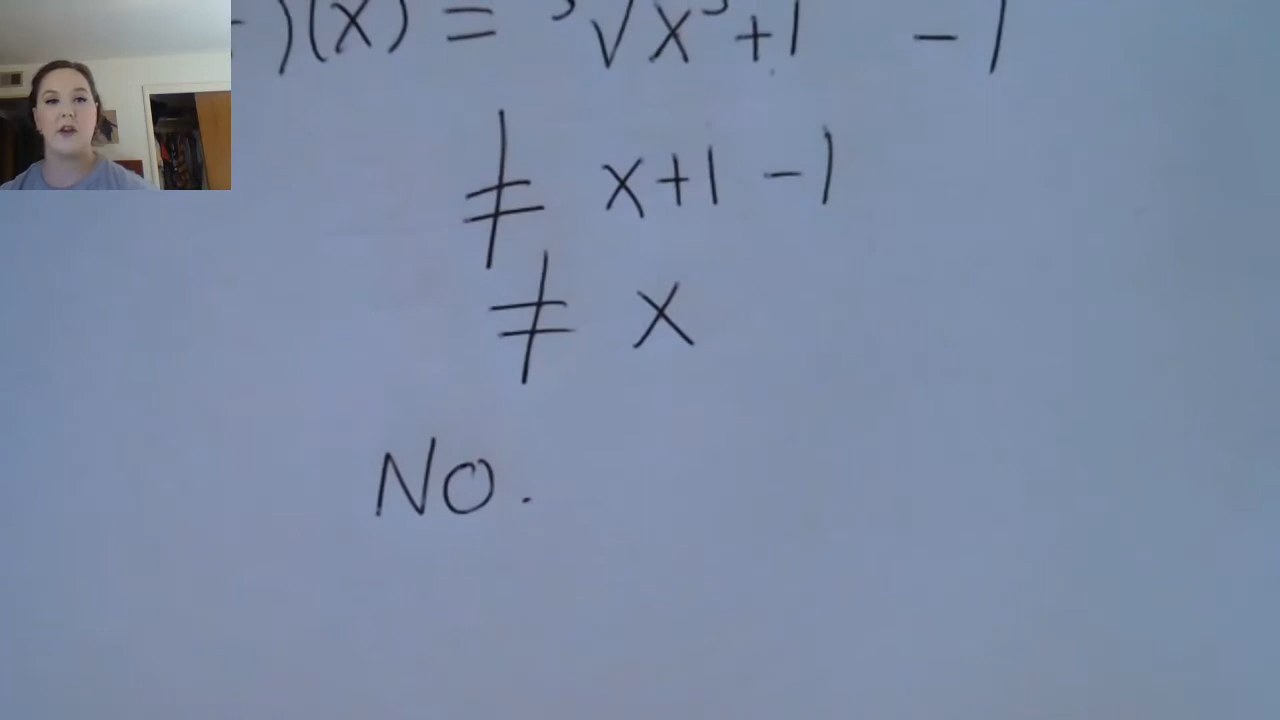 )(x) = ³√x³+1 - 1
≠ x+1 -1
≠ x
No.